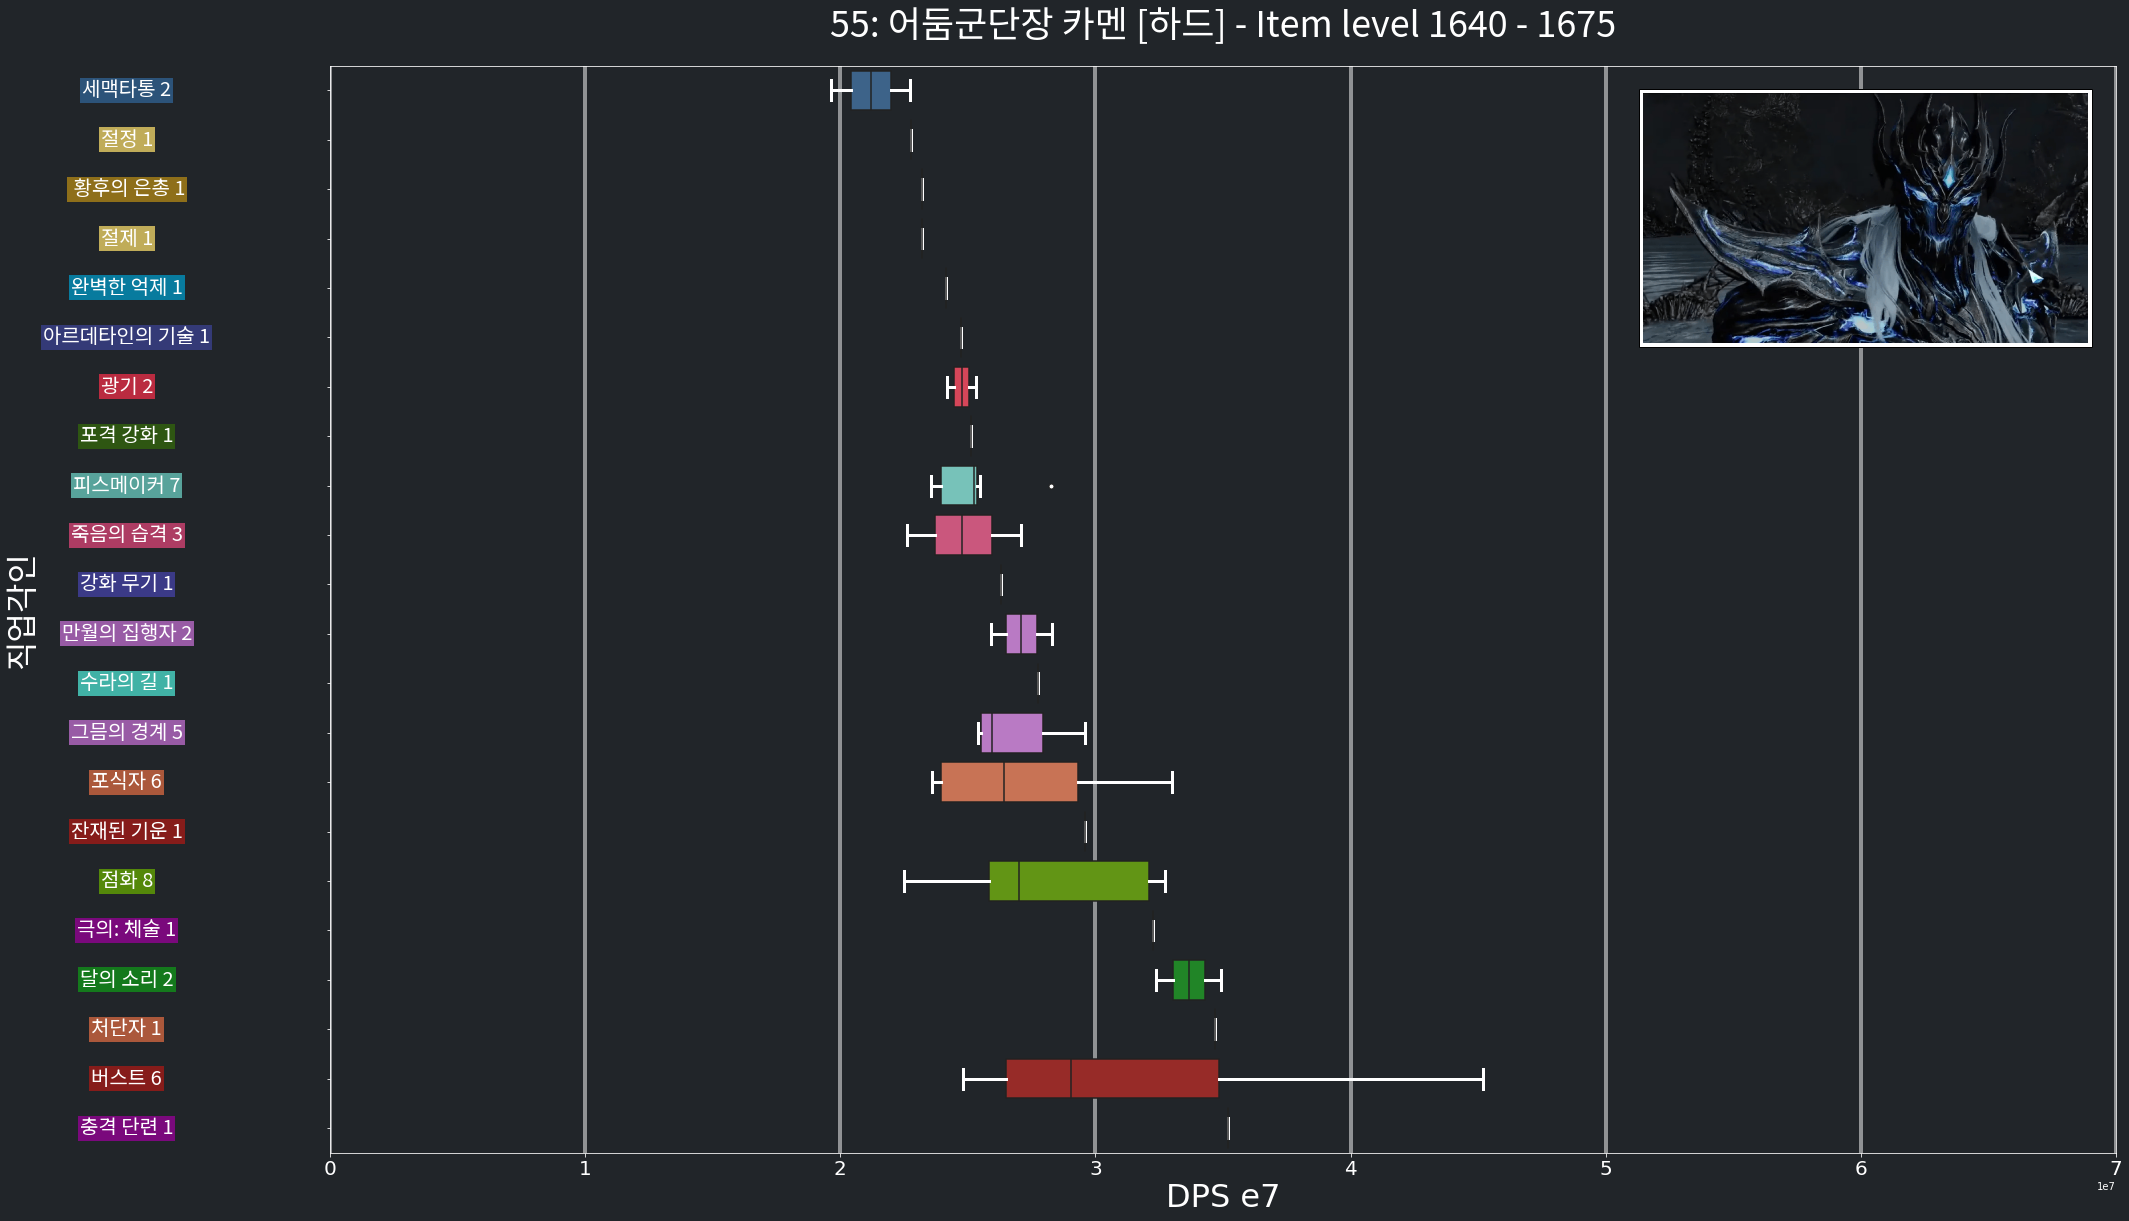 55: 어둠군단장 카멘 [하드] - Item level 1640 - 1675
세맥타통 2
절정 1
황후의 은총 1
절제 1
완벽한 억제 1
아르데타인의 기술 1
광기 2
포격 강화 1
피스메이커 7
죽음의 습격 3
강화 무기 1
만월의 집행자 2
수라의 길 1
그믐의 경계 5
포식자 6
잔재된 기운 1
점화 8
극의: 체술 1
달의 소리 2
처단자 1
버스트 6
충격 단련 1
직업각인
0 1 2 3 4 5 6 7
1e7
DPS e7